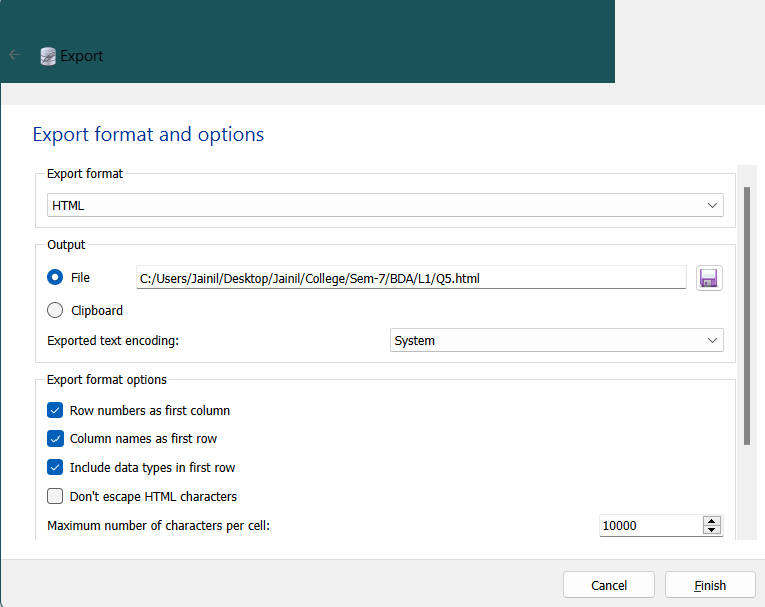 Export
Export format and options
Export format
HTML
Output
File
C:/Users/Jainil/Desktop/Jainil/College/Sem-7/BDA/L1/Q5.html
Clipboard
Exported text encoding:
System
Export format options
Row numbers as first column
Column names as first row
Include data types in first row
Don't escape HTML characters
Maximum number of characters per cell:
10000
Cancel
Finish